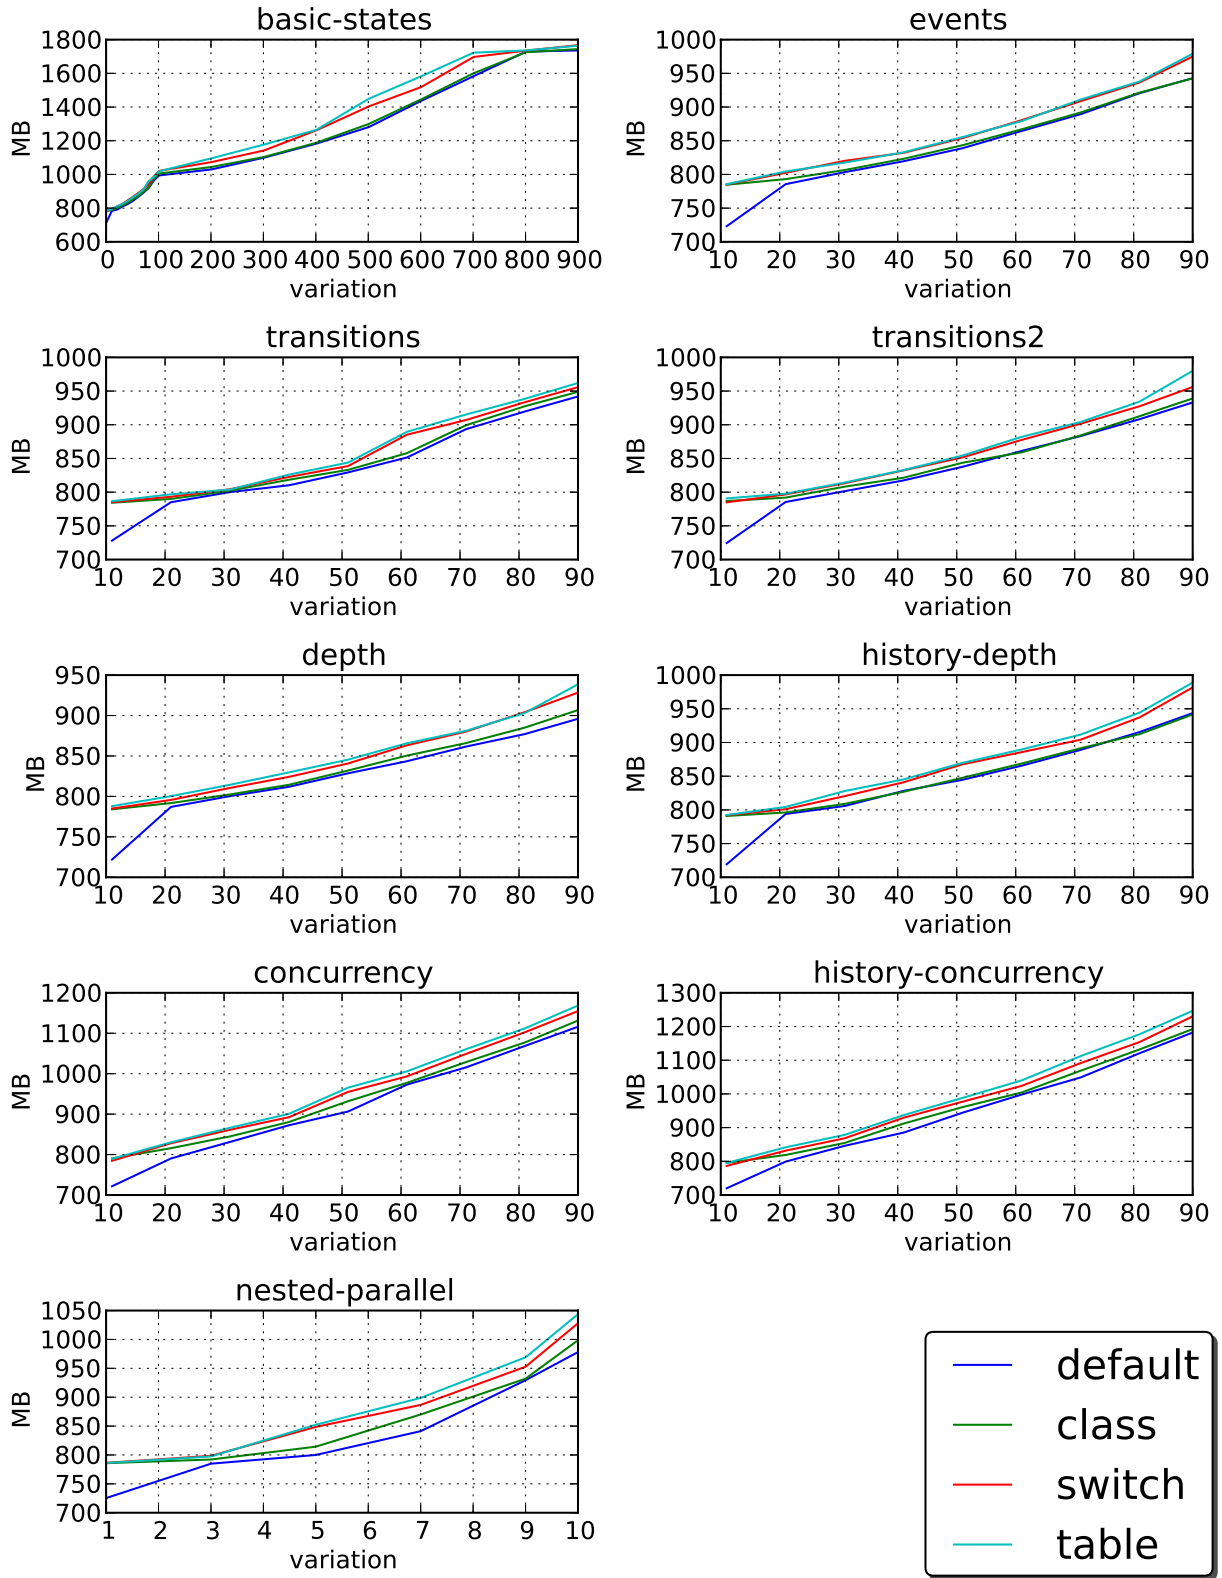 basic-states
1800
1600
1400
1200
1000
800
600
MB
0 100 200 300 400 500 600 700 800 900
variation
events
1000
950
900
850
800
750
700
MB
10 20 30 40 50 60 70 80 90
variation
transitions
1000
950
900
850
800
750
700
MB
10 20 30 40 50 60 70 80 90
variation
transitions2
1000
950
900
850
800
750
700
MB
10 20 30 40 50 60 70 80 90
variation
depth
950
900
850
800
750
700
MB
10 20 30 40 50 60 70 80 90
variation
history-depth
1000
950
900
850
800
750
700
MB
10 20 30 40 50 60 70 80 90
variation
concurrency
1200
1100
1000
900
800
700
MB
10 20 30 40 50 60 70 80 90
variation
history-concurrency
1300
1200
1100
1000
900
800
700
MB
10 20 30 40 50 60 70 80 90
variation
nested-parallel
1050
1000
950
900
850
800
750
700
MB
1 2 3 4 5 6 7 8 9 10
variation
default
class
switch
table